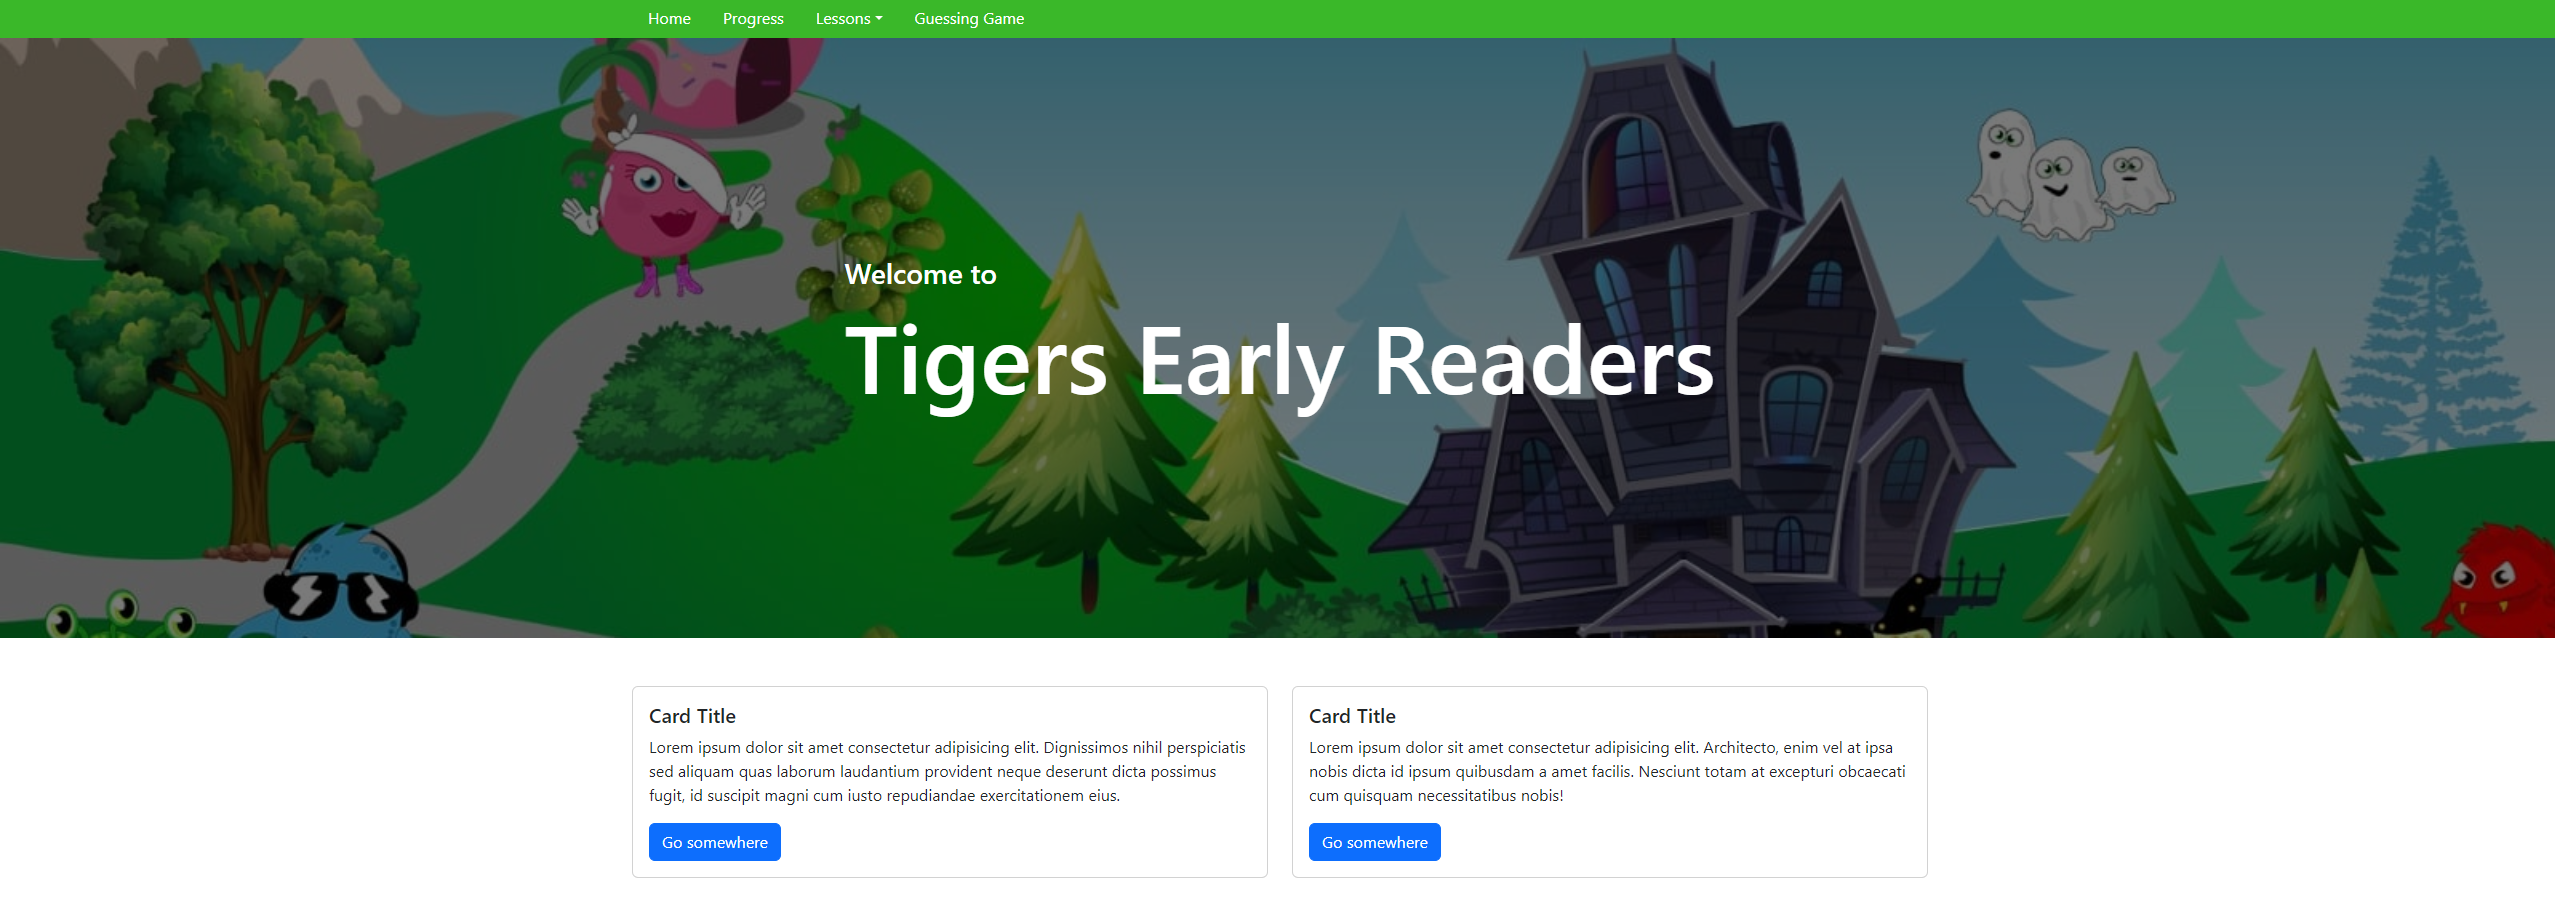 Home Progress Lessons Guessing Game
Welcome to
Tigers Early Readers
Card Title
Lorem ipsum dolor sit amet consectetur adipisicing elit. Dignissimos nihil perspiciatis
sed aliquam quas laborum laudantium provident neque deserunt dicta possimus
fugit, id suscipit magni cum iusto repudiandae exercitationem eius.
Go somewhere
Card Title
Lorem ipsum dolor sit amet consectetur adipisicing elit. Architecto, enim vel at ipsa
nobis dicta id ipsum quibusdam a amet facilis. Nesciunt totam at excepturi obcaecati
cum quisquam necessitatibus nobis!
Go somewhere